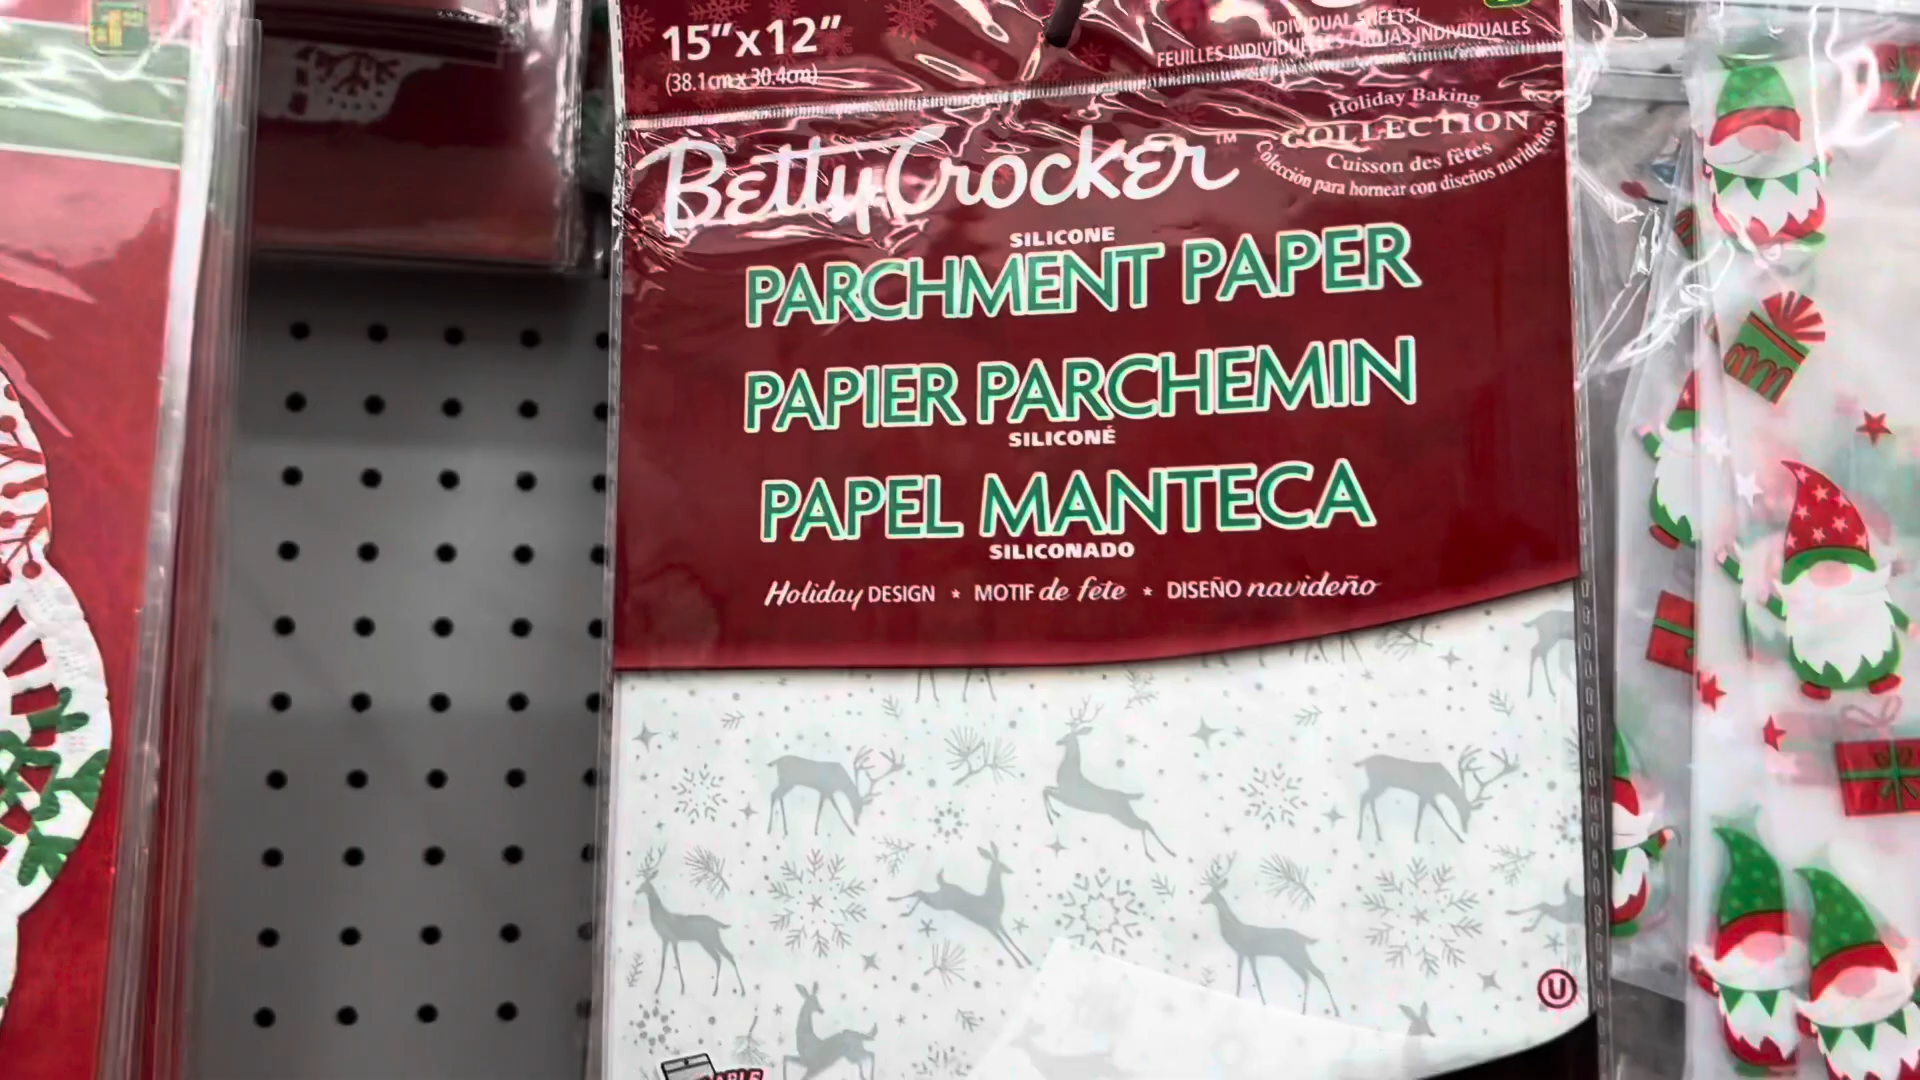 15"x12"
(38.1cm x 30.4cm)
INDIVIDUAL SHEETS/
FEUILLES INDIVIDUELLES / HOJAS INDIVIDUALES
Holiday Baking
COLLECTION
Cuisson des fêtes
Colección para hornear con diseños navideños
Betty Crocker™
SILICONE
PARCHMENT PAPER
PAPIER PARCHEMIN
SILICONÉ
PAPEL MANTECA
SILICONADO
Holiday DESIGN * MOTIF de fete * DISEÑO navideño
U